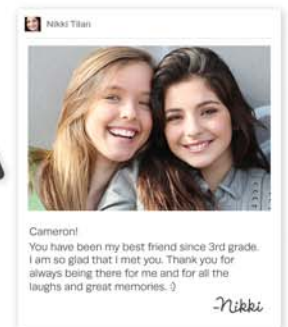 Nikki Tilan
Cameron!
You have been my best friend since 3rd grade.
I am so glad that I met you. Thank you for
always being there for me and for all the
laughs and great memories. :)
-Nikki